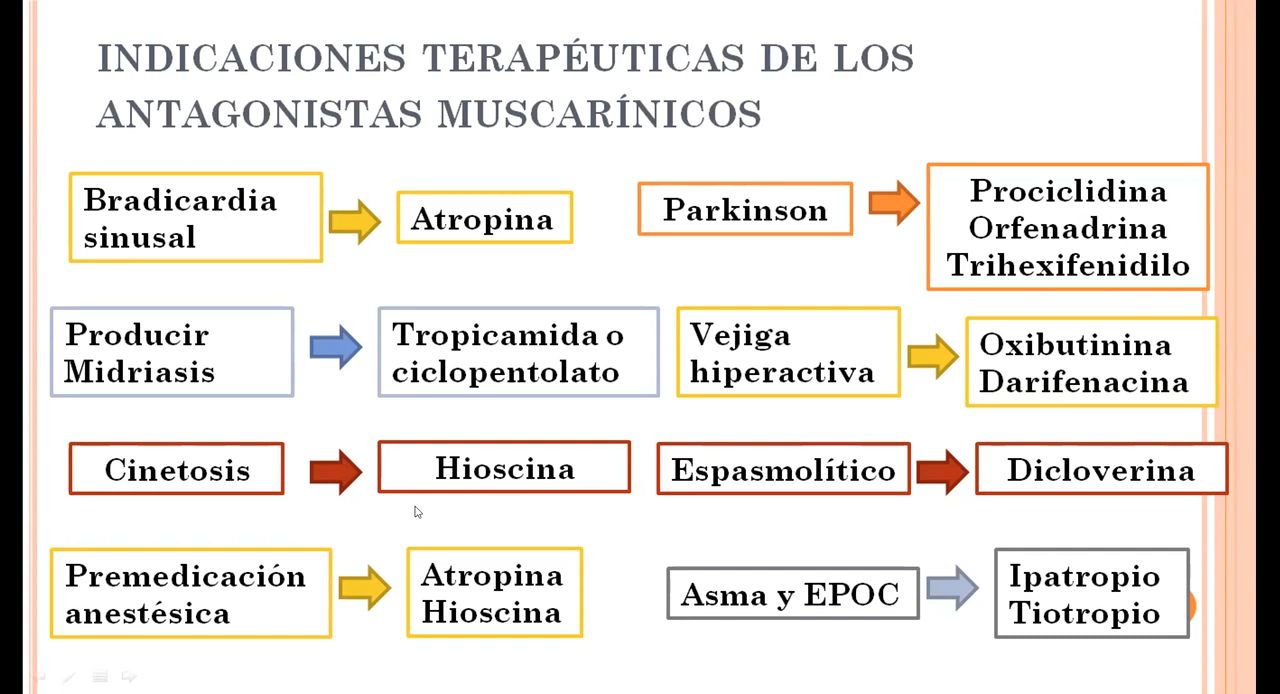 INDICACIONES TERAPÉUTICAS DE LOS
ANTAGONISTAS MUSCARÍNICOS
Bradicardia
sinusal
Atropina
Parkinson
Prociclidina
Orfenadrina
Trihexifenidilo
Producir
Midriasis
Tropicamida o
ciclopentolato
Vejiga
hiperactiva
Oxibutinina
Darifenacina
Cinetosis
Hioscina
Espasmolítico
Dicloverina
Premedicación
anestésica
Atropina
Hioscina
Asma y EPOC
Ipatropio
Tiotropio